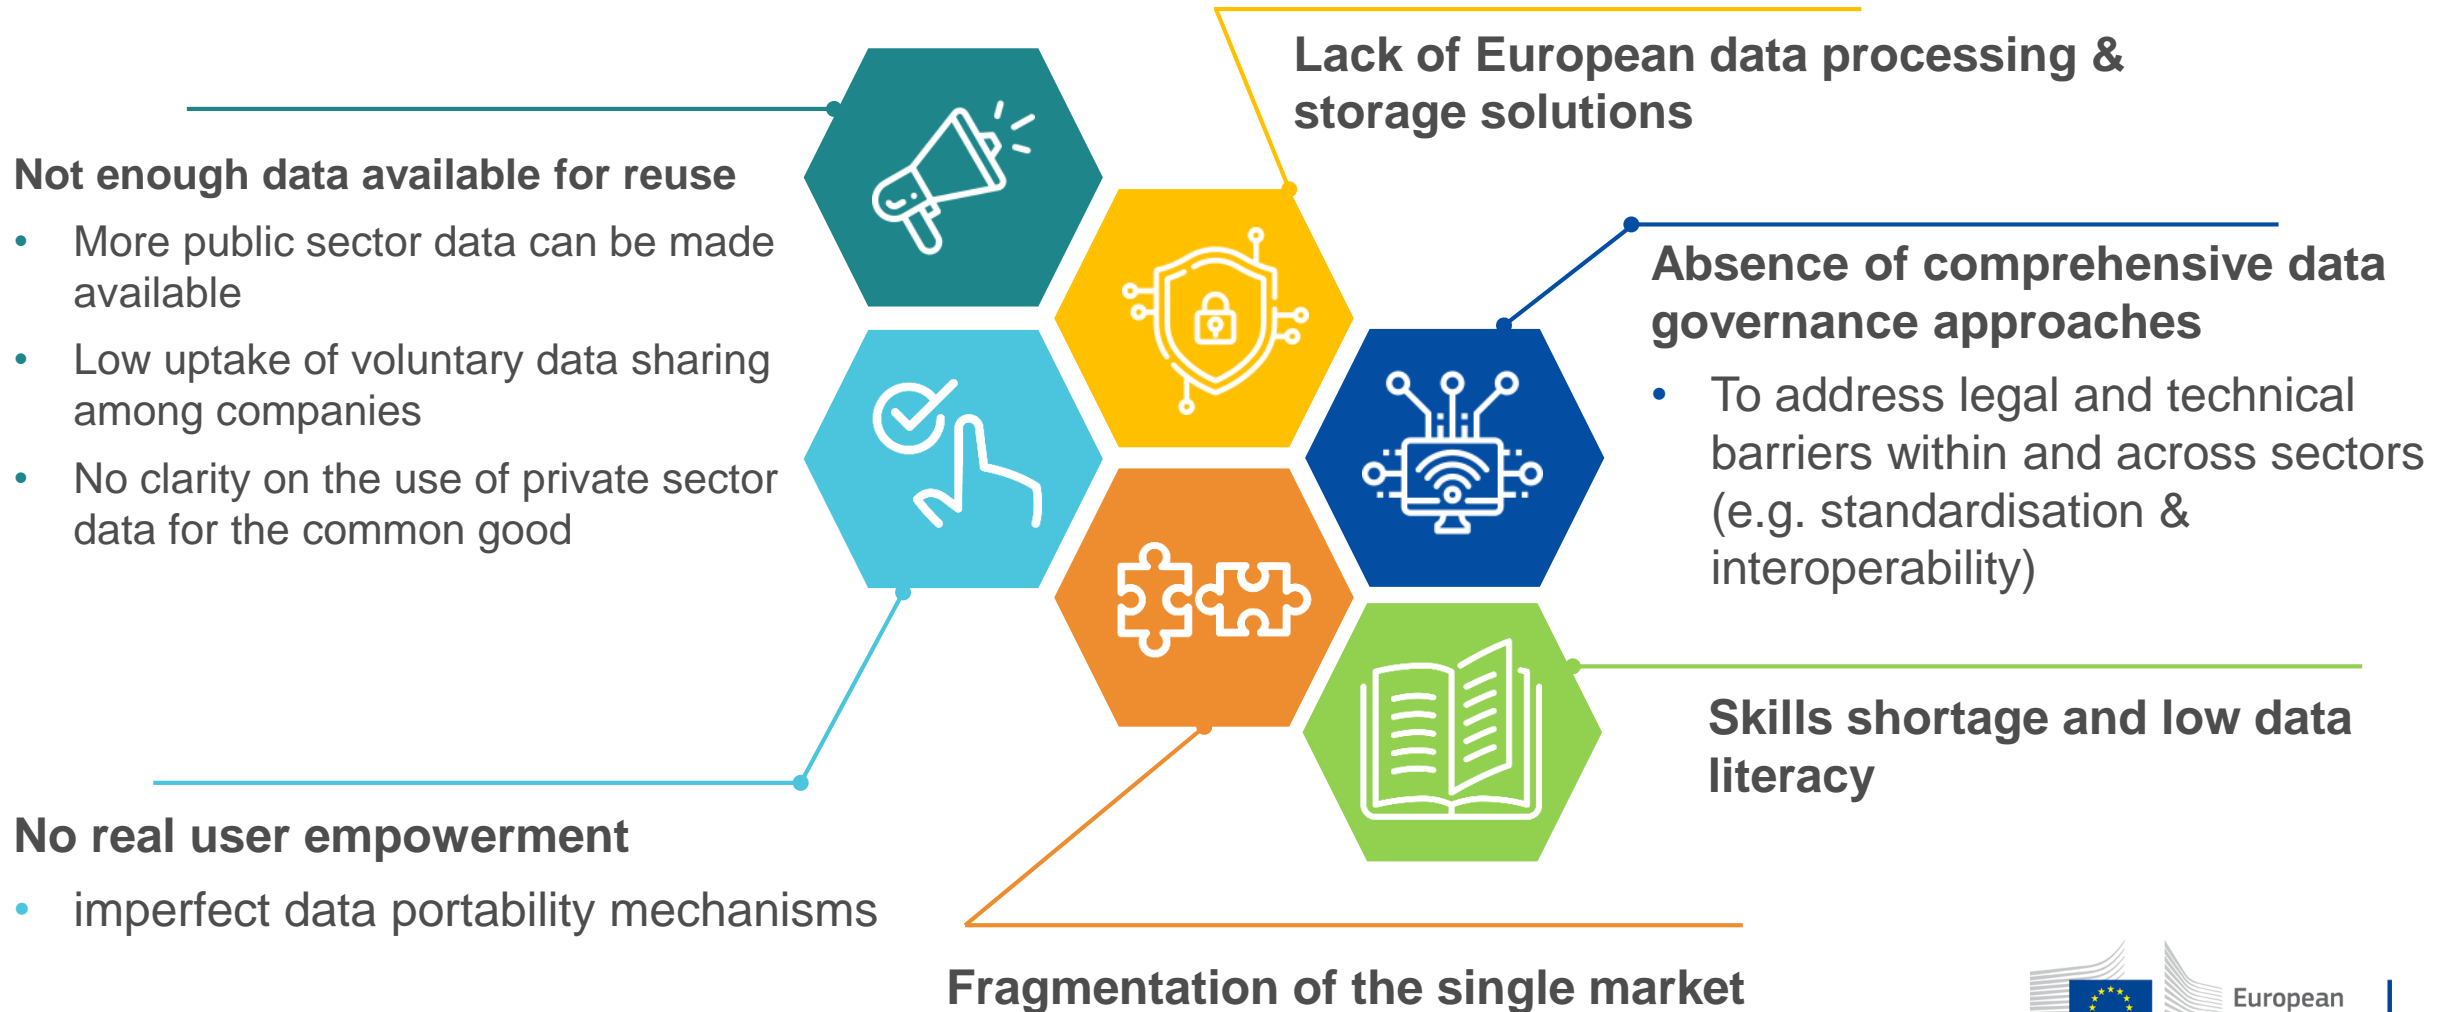 Lack of European data processing &
storage solutions
Not enough data available for reuse
• More public sector data can be made
available
• Low uptake of voluntary data sharing
among companies
• No clarity on the use of private sector
data for the common good
Absence of comprehensive data
governance approaches
• To address legal and technical
barriers within and across sectors
(e.g. standardisation &
interoperability)
Skills shortage and low data
literacy
No real user empowerment
• imperfect data portability mechanisms
Fragmentation of the single market
European